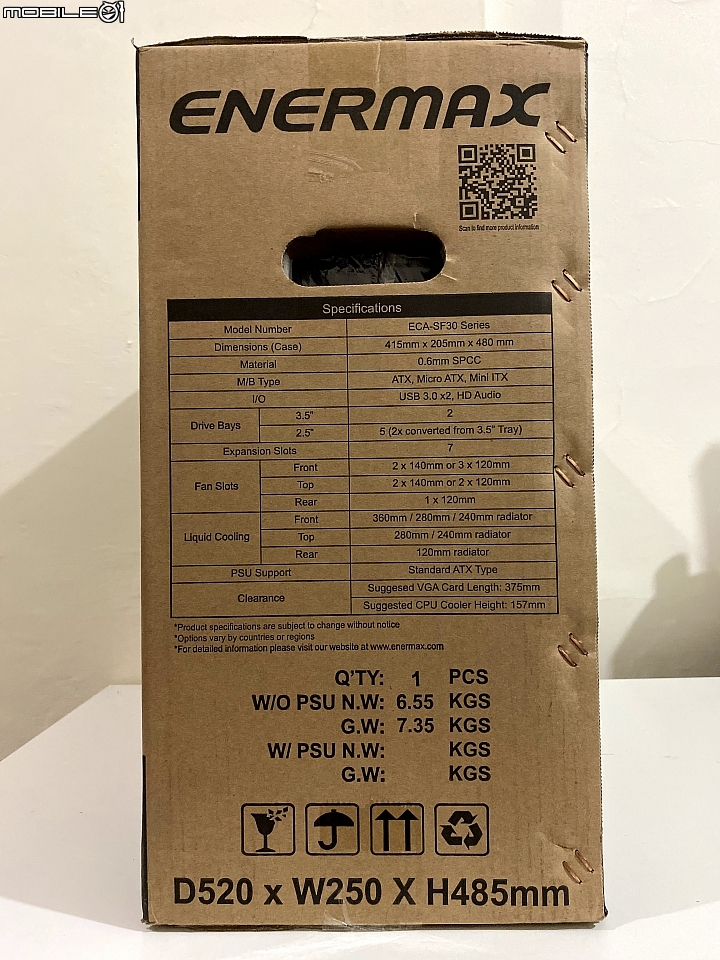 MOBILE01
ENERMAX
Scan to find more product information
Specifications
Model Number ECA-SF30 Series
Dimensions (Case) 415mm x 205mm x 480 mm
Material 0.6mm SPCC
M/B Type ATX, Micro ATX, Mini ITX
I/O USB 3.0 x2, HD Audio
Drive Bays 3.5" 2
2.5" 5 (2x converted from 3.5" Tray)
Expansion Slots 7
Fan Slots Front 2 x 140mm or 3 x 120mm
Top 2 x 140mm or 2 x 120mm
Rear 1 x 120mm
Liquid Cooling Front 360mm / 280mm / 240mm radiator
Top 280mm / 240mm radiator
Rear 120mm radiator
PSU Support Standard ATX Type
Clearance Suggesed VGA Card Length: 375mm
Suggested CPU Cooler Height: 157mm
*Product specifications are subject to change without notice
*Options vary by countries or regions
*For detailed information please visit our website at www.enermax.com
Q'TY: 1 PCS
W/O PSU N.W: 6.55 KGS
G.W: 7.35 KGS
W/ PSU N.W: KGS
G.W: KGS
D520 x W250 X H485mm